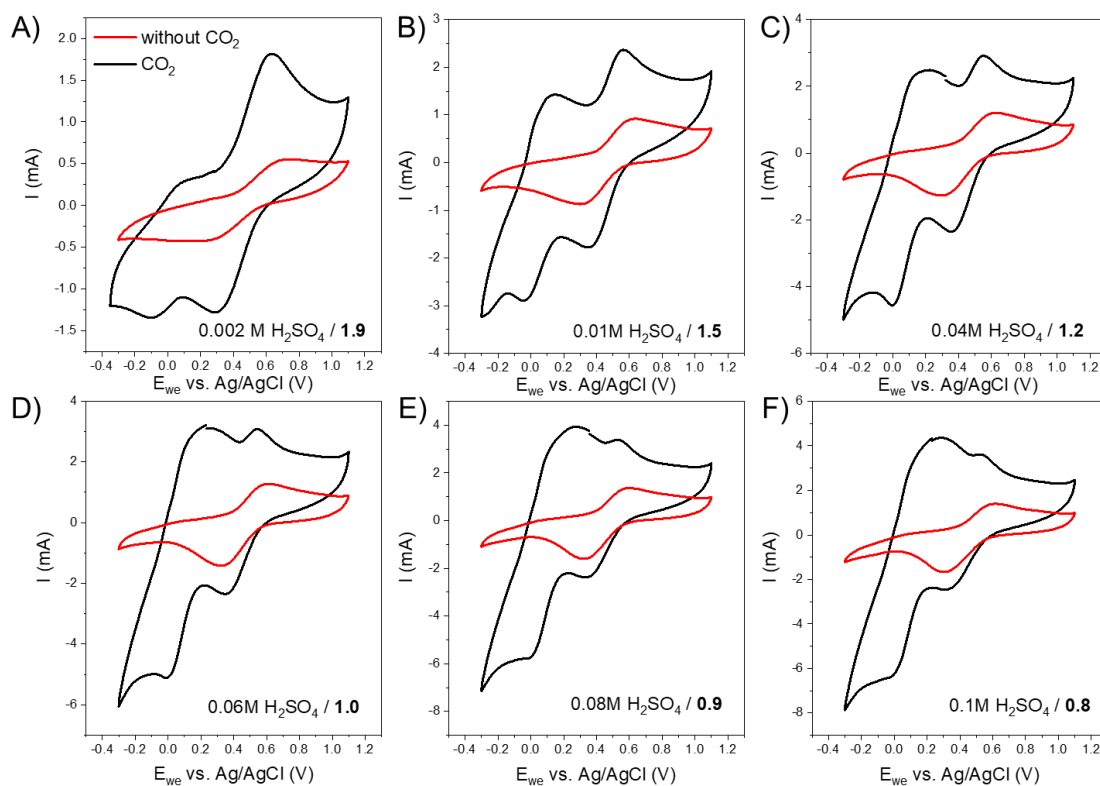 A)
without CO2
CO2
I (mA)
2.0
1.5
1.0
0.5
0.0
-0.5
-1.0
-1.5
0.002 M H2SO4 / 1.9
-0.4 -0.2 0.0 0.2 0.4 0.6 0.8 1.0 1.2
Ewe vs. Ag/AgCl (V)
B)
I (mA)
3
2
1
0
-1
-2
-3
-4
0.01M H2SO4 / 1.5
-0.4 -0.2 0.0 0.2 0.4 0.6 0.8 1.0 1.2
Ewe vs. Ag/AgCl (V)
C)
I (mA)
4
2
0
-2
-4
-6
0.04M H2SO4 / 1.2
-0.4 -0.2 0.0 0.2 0.4 0.6 0.8 1.0 1.2
Ewe vs. Ag/AgCl (V)
D)
I (mA)
4
2
0
-2
-4
-6
0.06M H2SO4 / 1.0
-0.4 -0.2 0.0 0.2 0.4 0.6 0.8 1.0 1.2
Ewe vs. Ag/AgCl (V)
E)
I (mA)
4
2
0
-2
-4
-6
-8
0.08M H2SO4 / 0.9
-0.4 -0.2 0.0 0.2 0.4 0.6 0.8 1.0 1.2
Ewe vs. Ag/AgCl (V)
F)
I (mA)
6
4
2
0
-2
-4
-6
-8
0.1M H2SO4 / 0.8
-0.4 -0.2 0.0 0.2 0.4 0.6 0.8 1.0 1.2
Ewe vs. Ag/AgCl (V)